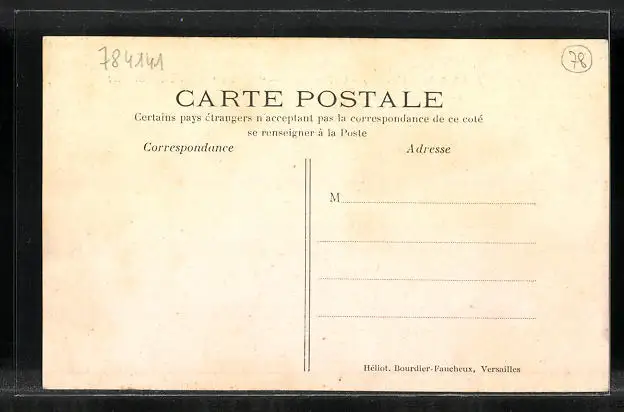 784141
78
CARTE POSTALE
Certains pays étrangers n'acceptant pas la correspondance de ce coté
se renseigner à la Poste
Correspondance
Adresse
M
Héliot. Bourdier-Faucheux, Versailles